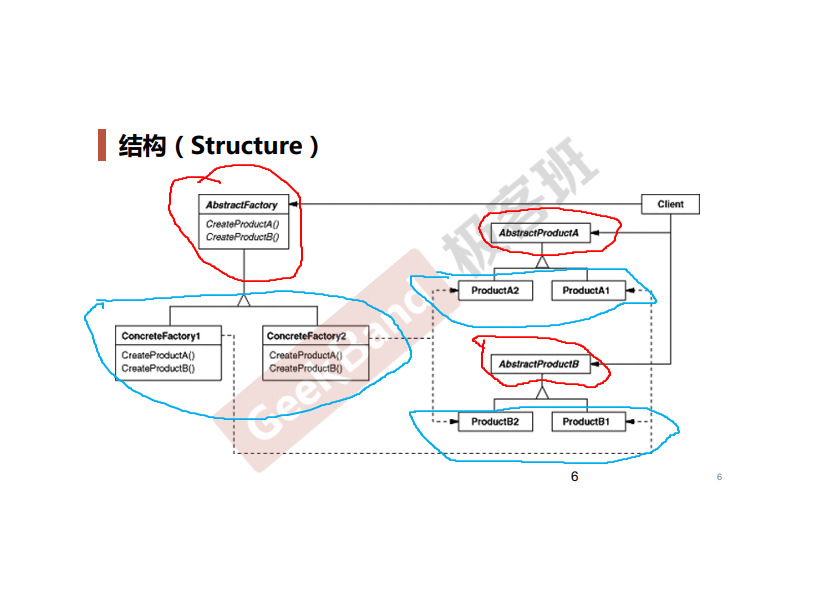 结构（Structure）
AbstractFactory
CreateProductA()
CreateProductB()
Client
AbstractProductA
ProductA2
ProductA1
ConcreteFactory1
CreateProductA()
CreateProductB()
ConcreteFactory2
CreateProductA()
CreateProductB()
AbstractProductB
ProductB2
ProductB1
GeekBand 极客班
6
6